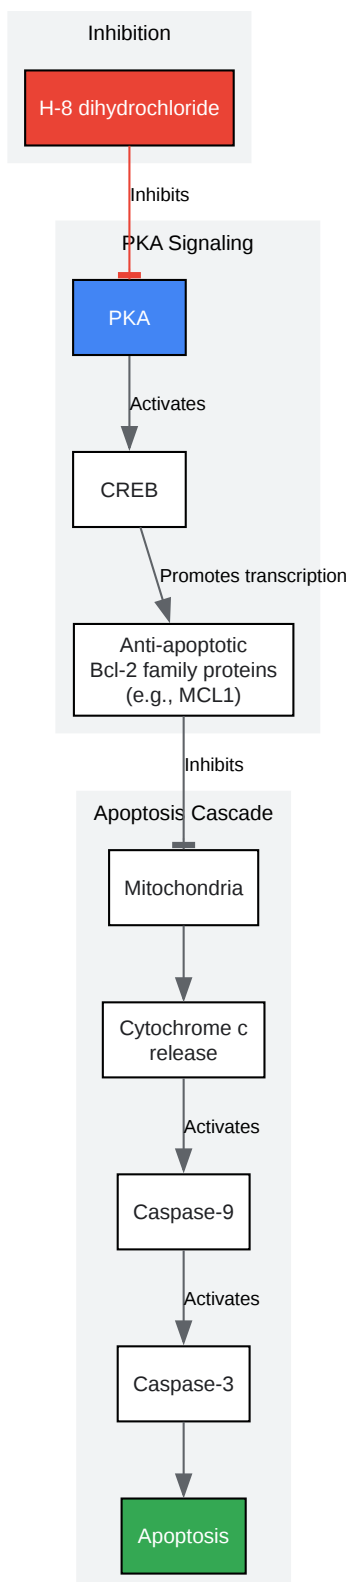 Inhibition
H-8 dihydrochloride
Inhibits
PKA Signaling
PKA
Activates
CREB
Promotes transcription
Anti-apoptotic
Bcl-2 family proteins
(e.g., MCL1)
Inhibits
Apoptosis Cascade
Mitochondria
Cytochrome c
release
Activates
Caspase-9
Activates
Caspase-3
Apoptosis